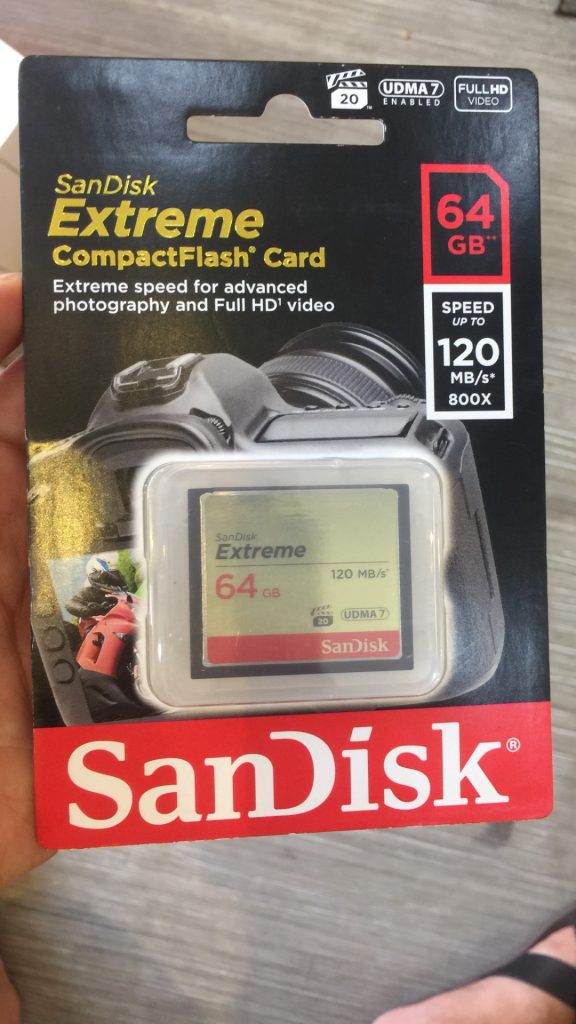 20™
UDMA 7
ENABLED
FULL HD
VIDEO
SanDisk
Extreme
CompactFlash® Card
Extreme speed for advanced
photography and Full HD¹ video
64
GB**
SPEED
UP TO
120
MB/s*
800X
SanDisk
Extreme
64 GB
120 MB/s*
20
UDMA 7
SanDisk
SanDisk®